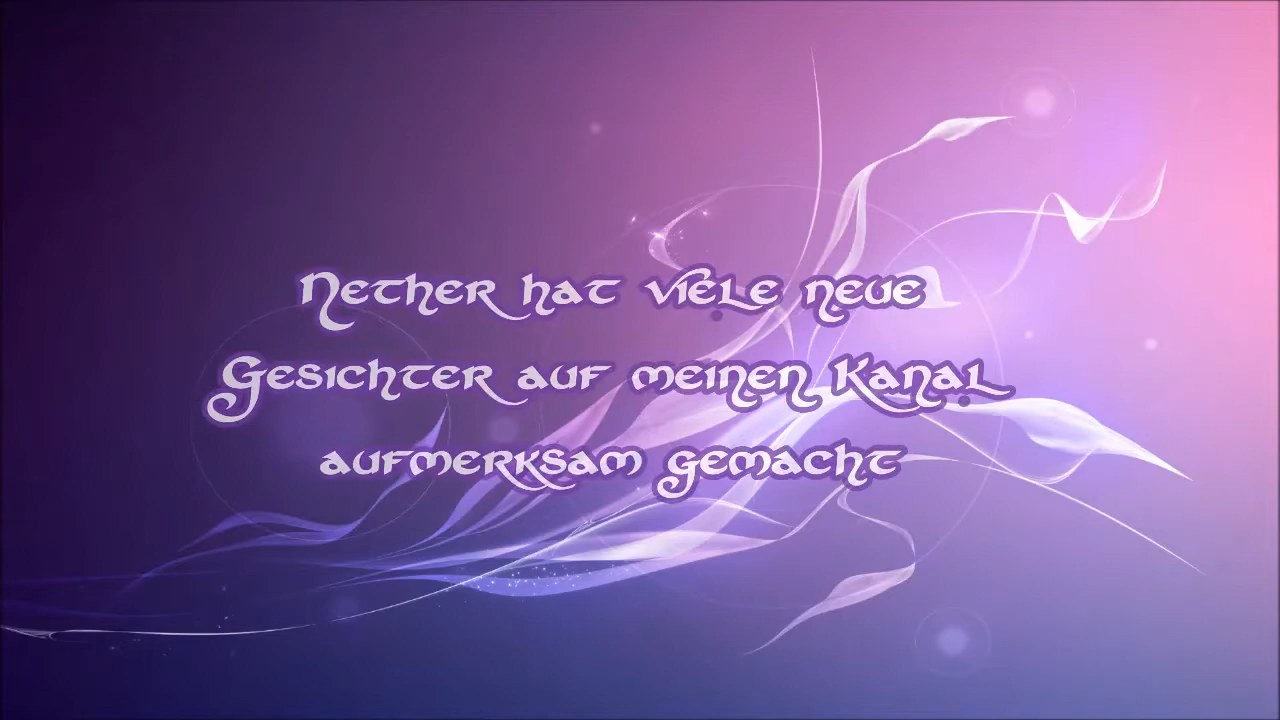 Nether hat viele neue
Gesichter auf meinen Kanal
aufmerksam gemacht